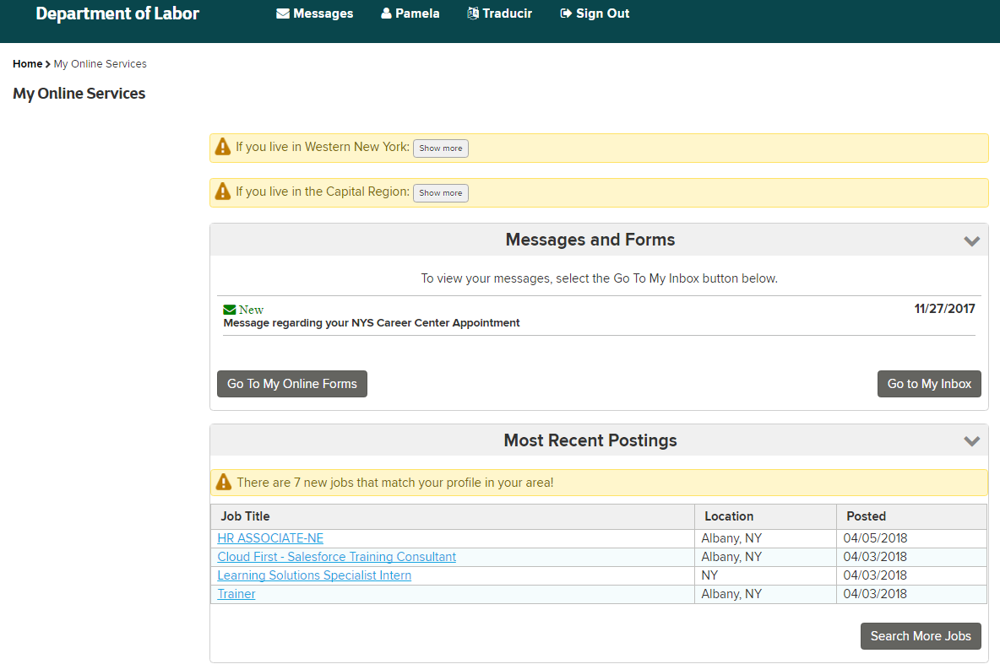 Department of Labor Messages Pamela Traducir Sign Out
Home > My Online Services
My Online Services
If you live in Western New York: Show more
If you live in the Capital Region: Show more
Messages and Forms
To view your messages, select the Go To My Inbox button below.
New 11/27/2017
Message regarding your NYS Career Center Appointment
Go To My Online Forms Go to My Inbox
Most Recent Postings
There are 7 new jobs that match your profile in your area!
Job Title Location Posted
HR ASSOCIATE-NE Albany, NY 04/05/2018
Cloud First - Salesforce Training Consultant Albany, NY 04/03/2018
Learning Solutions Specialist Intern NY 04/03/2018
Trainer Albany, NY 04/03/2018
Search More Jobs